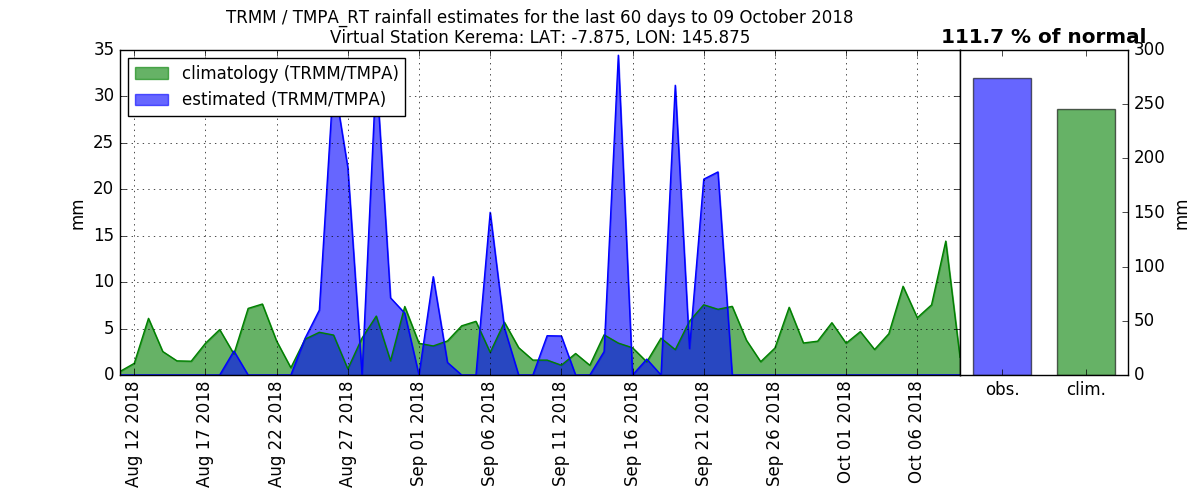 TRMM / TMPA_RT rainfall estimates for the last 60 days to 09 October 2018
Virtual Station Kerema: LAT: -7.875, LON: 145.875
111.7 % of normal
climatology (TRMM/TMPA)
estimated (TRMM/TMPA)
35
30
25
20
15
10
5
0
mm
300
250
200
150
100
50
0
mm
obs.
clim.
Aug 12 2018
Aug 17 2018
Aug 22 2018
Aug 27 2018
Sep 01 2018
Sep 06 2018
Sep 11 2018
Sep 16 2018
Sep 21 2018
Sep 26 2018
Oct 01 2018
Oct 06 2018